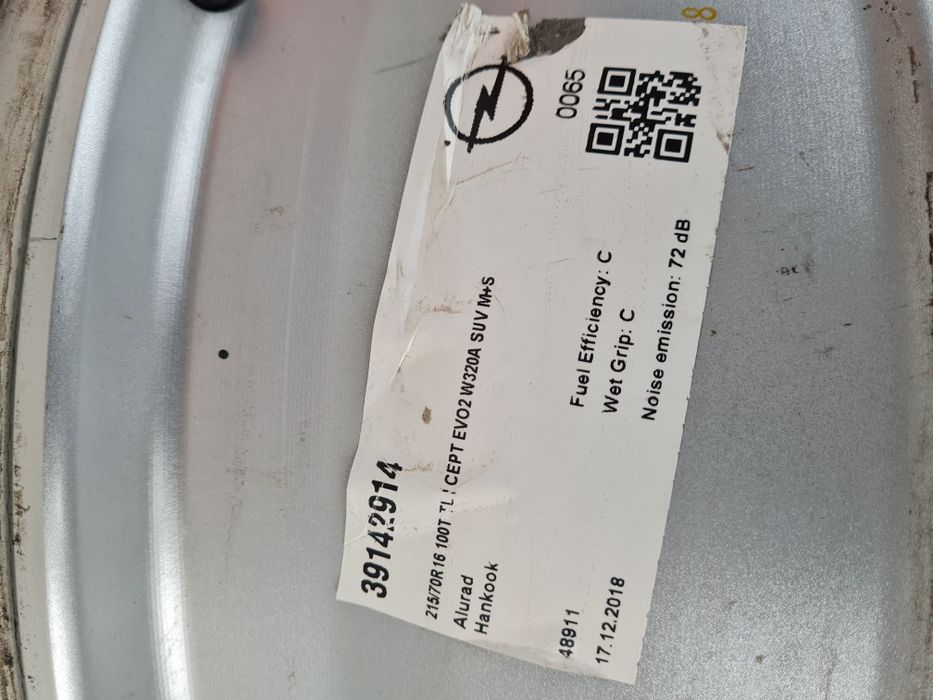 39142914
215/70R16 100T TL I CEPT EVO2 W320A SUV M+S
Alurad
Hankook
48911
17.12.2018
0065
Fuel Efficiency: C
Wet Grip: C
Noise emission: 72 dB
8